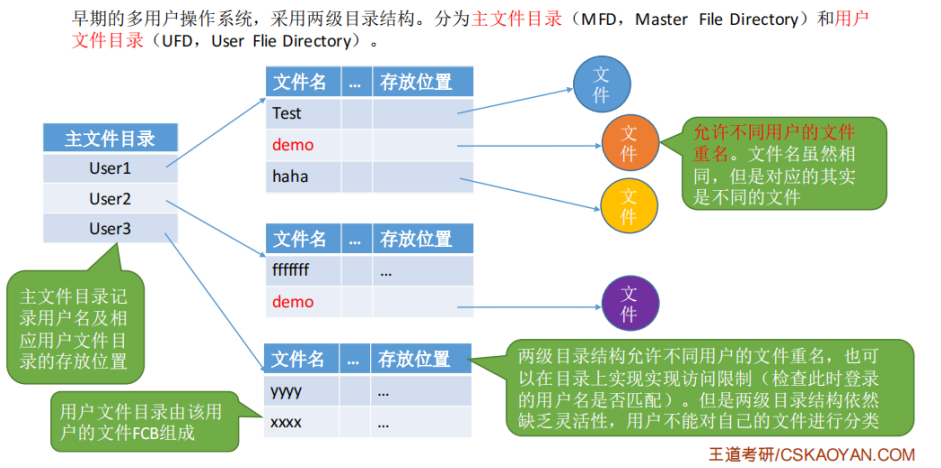 早期的多用户操作系统，采用两级目录结构。分为主文件目录（MFD，Master File Directory）和用户
文件目录（UFD，User Flie Directory）。
主文件目录
User1
User2
User3
文件名 … 存放位置
Test
demo
haha
文件名 … 存放位置
fffffff …
demo
文件名 … 存放位置
yyyy …
xxxx …
文
件
文
件
文
件
文
件
允许不同用户的文件
重名。文件名虽然相
同，但是对应的其实
是不同的文件
主文件目录记
录用户名及相
应用户文件目
录的存放位置
用户文件目录由该用
户的文件FCB组成
两级目录结构允许不同用户的文件重名，也可
以在目录上实现实现访问限制（检查此时登录
的用户名是否匹配）。但是两级目录结构依然
缺乏灵活性，用户不能对自己的文件进行分类
王道考研/CSKAOYAN.COM